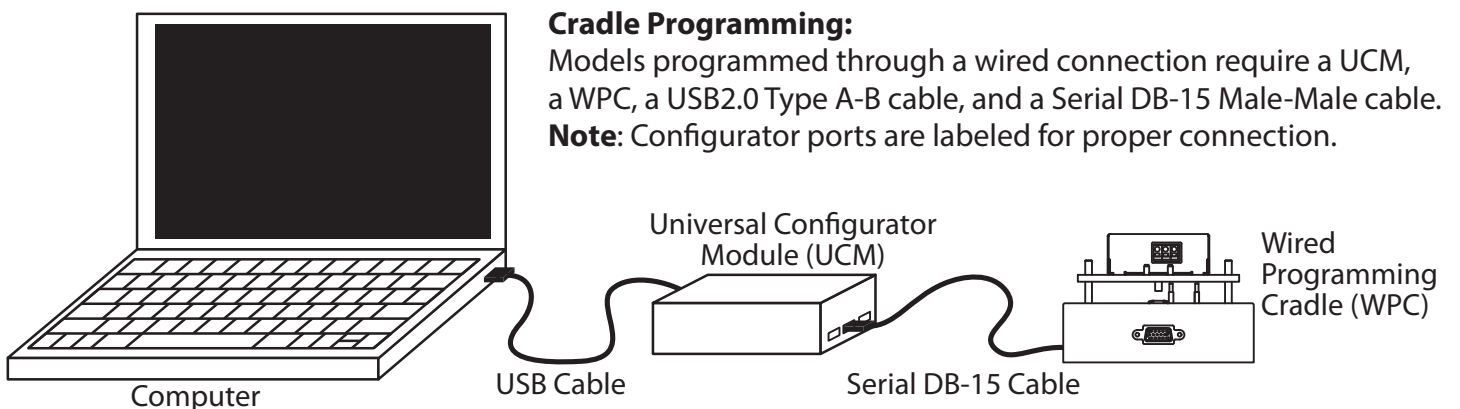 Cradle Programming:
Models programmed through a wired connection require a UCM,
a WPC, a USB2.0 Type A-B cable, and a Serial DB-15 Male-Male cable.
Note: Configurator ports are labeled for proper connection.
Universal Configurator
Module (UCM)
Wired
Programming
Cradle (WPC)
USB Cable
Serial DB-15 Cable
Computer